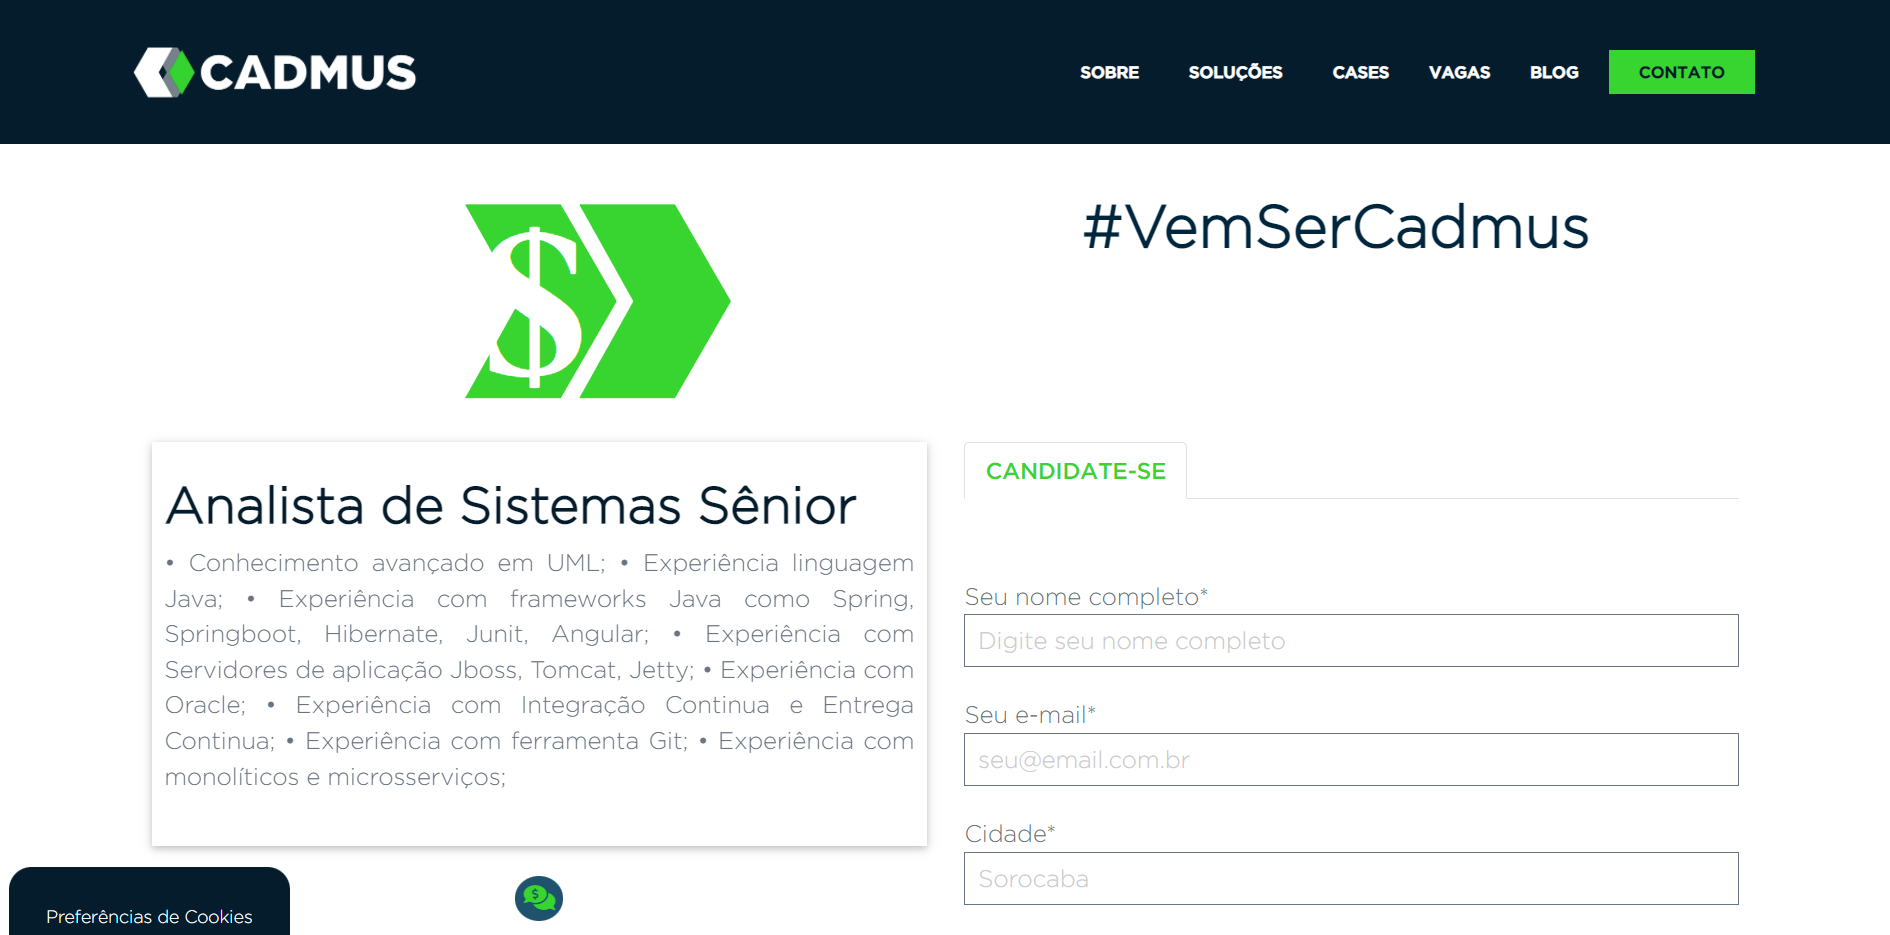 CADMUS
SOBRE
SOLUÇÕES
CASES
VAGAS
BLOG
CONTATO
$
#VemSerCadmus
Analista de Sistemas Sênior
• Conhecimento avançado em UML; • Experiência linguagem
Java; • Experiência com frameworks Java como Spring,
Springboot, Hibernate, Junit, Angular; • Experiência com
Servidores de aplicação Jboss, Tomcat, Jetty; • Experiência com
Oracle; • Experiência com Integração Continua e Entrega
Continua; • Experiência com ferramenta Git; • Experiência com
monolíticos e microsserviços;
$
CANDIDATE-SE
Seu nome completo*
Digite seu nome completo
Seu e-mail*
seu@email.com.br
Cidade*
Sorocaba
Preferências de Cookies